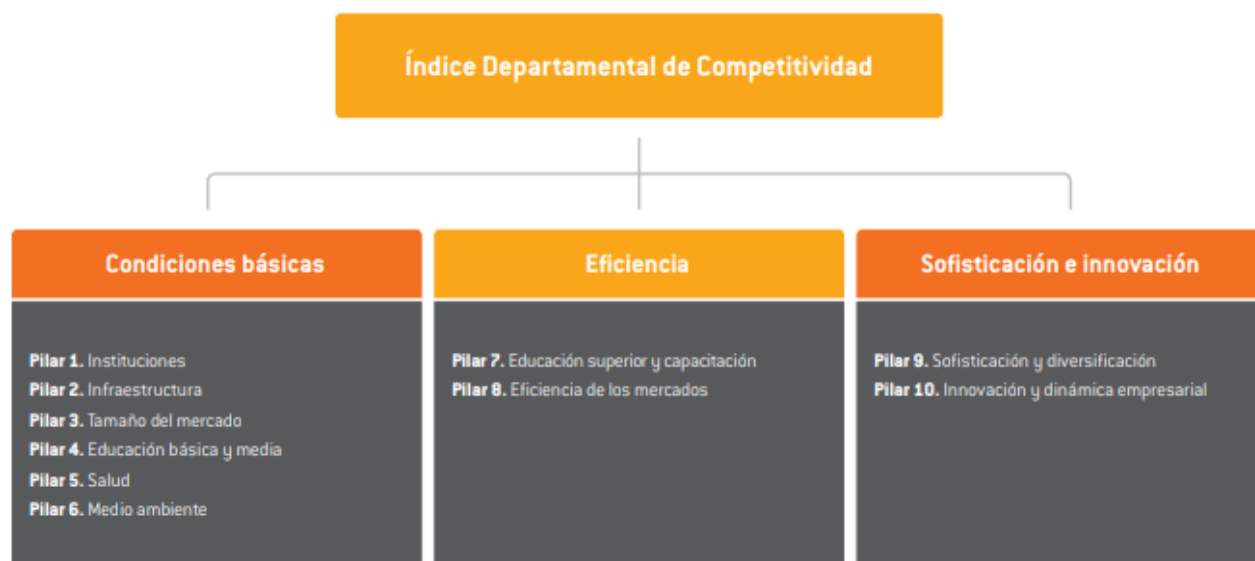 Índice Departamental de Competitividad
Condiciones básicas
Pilar 1. Instituciones
Pilar 2. Infraestructura
Pilar 3. Tamaño del mercado
Pilar 4. Educación básica y media
Pilar 5. Salud
Pilar 6. Medio ambiente
Eficiencia
Pilar 7. Educación superior y capacitación
Pilar 8. Eficiencia de los mercados
Sofisticación e innovación
Pilar 9. Sofisticación y diversificación
Pilar 10. Innovación y dinámica empresarial